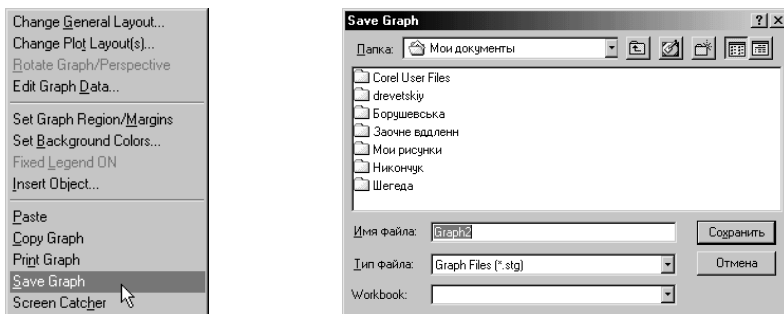 Change General Layout...
Change Plot Layout(s)...
Rotate Graph/Perspective
Edit Graph Data...
Set Graph Region/Margins
Set Background Colors...
Fixed Legend ON
Insert Object...
Paste
Copy Graph
Print Graph
Save Graph
Screen Catcher
Save Graph
Папка: Мои документы
Corel User Files
drevetskiy
Борушевська
Заочне вддленн
Мои рисунки
Никончук
Шегеда
Имя файла: Graph2 Сохранить
Тип файла: Graph Files (*.stg) Отмена
Workbook: